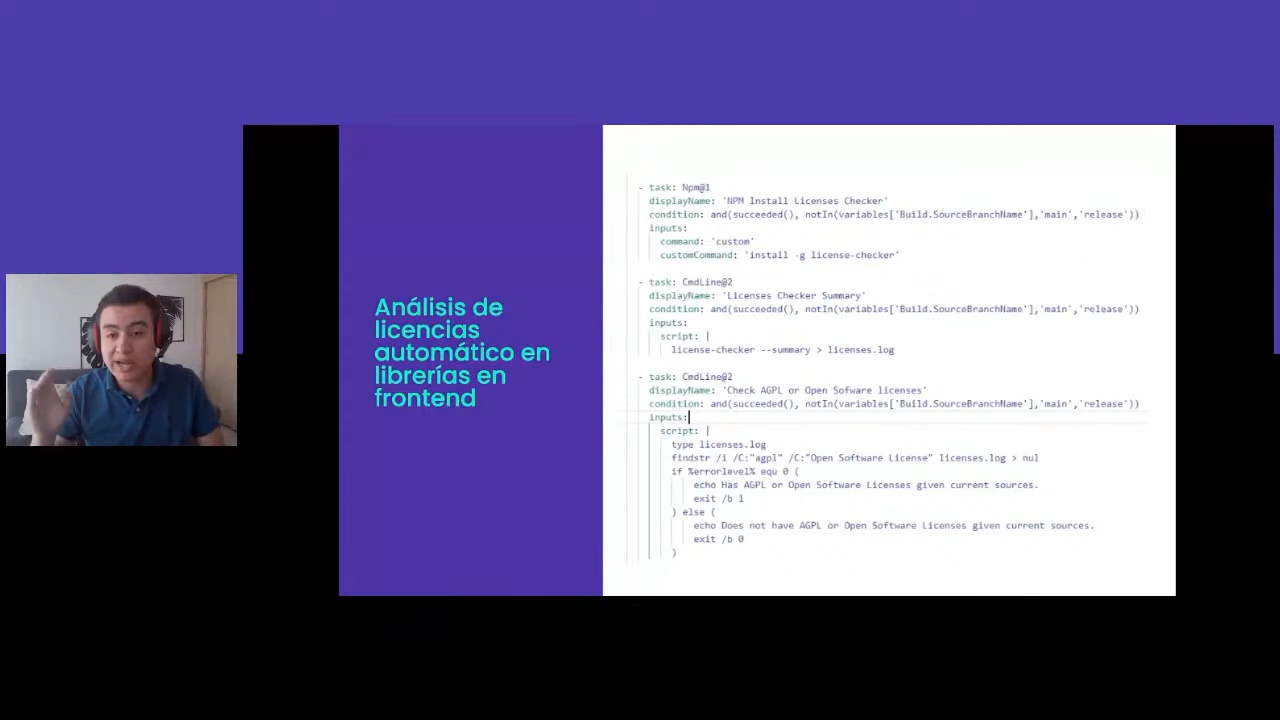 Análisis de
licencias
automático en
librerías en
frontend
- task: Npm@1
displayName: 'NPM Install Licenses Checker'
condition: and(succeeded(), notIn(variables['Build.SourceBranchName'],'main','release'))
inputs:
command: 'custom'
customCommand: 'install -g license-checker'
- task: CmdLine@2
displayName: 'Licenses Checker Summary'
condition: and(succeeded(), notIn(variables['Build.SourceBranchName'],'main','release'))
inputs:
script: |
license-checker --summary > licenses.log
- task: CmdLine@2
displayName: 'Check AGPL or Open Sofware licenses'
condition: and(succeeded(), notIn(variables['Build.SourceBranchName'],'main','release'))
inputs:
script: |
type licenses.log
findstr /i /C:"agpl" /C:"Open Software License" licenses.log > nul
if %errorlevel% equ 0 (
echo Has AGPL or Open Software Licenses given current sources.
exit /b 1
) else (
echo Does not have AGPL or Open Software Licenses given current sources.
exit /b 0
)